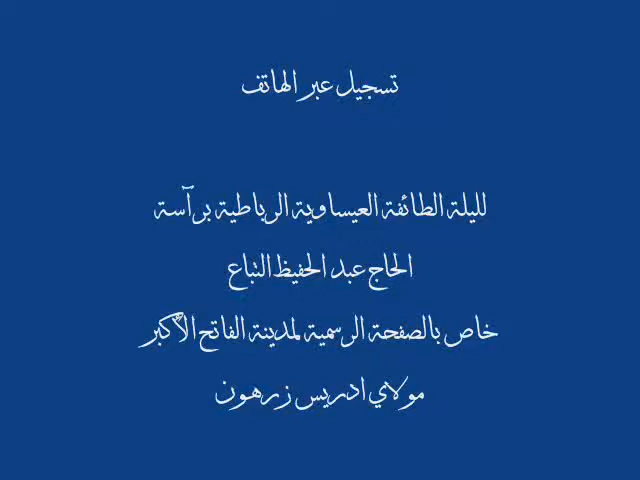 تسجيل عبر الهاتف
لليلة الطائفة العيساوية الرباطية برآسة
الحاج عبد الحفيظ التباع
خاص بالصفحة الرسمية لمدينة الفاتح الأكبر
مولاي ادريس زرهون